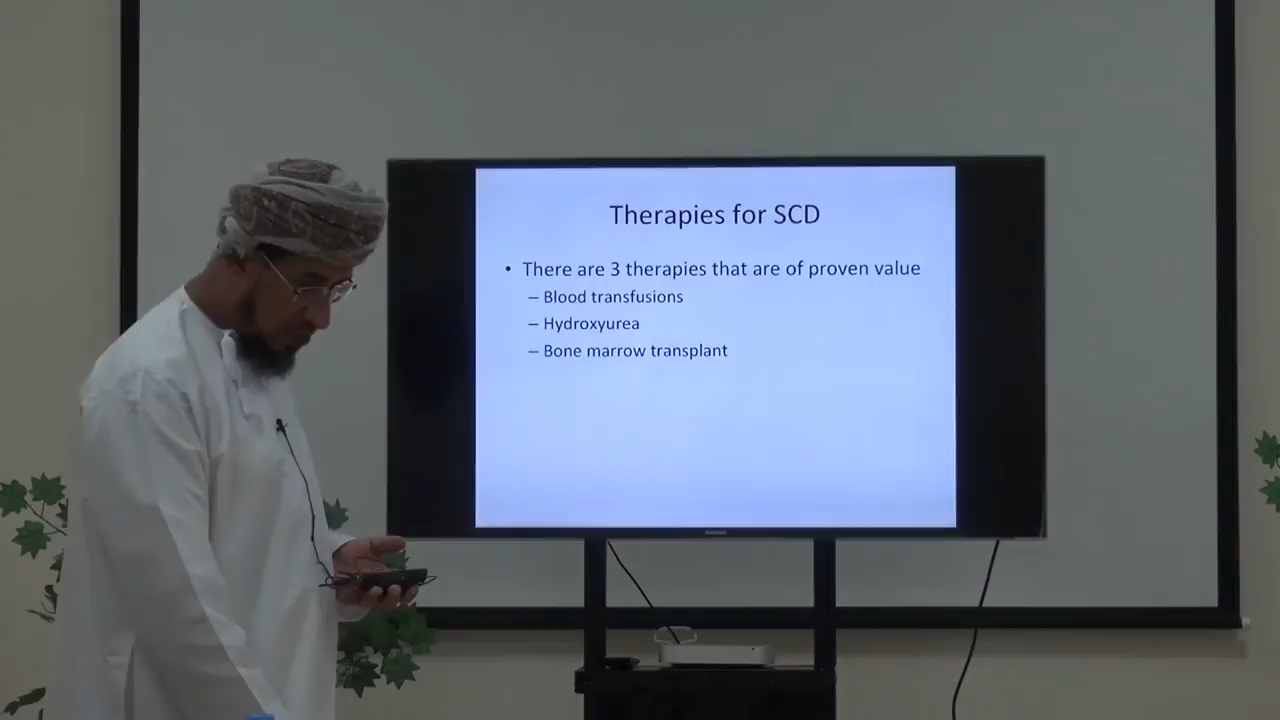 Therapies for SCD
• There are 3 therapies that are of proven value
– Blood transfusions
– Hydroxyurea
– Bone marrow transplant